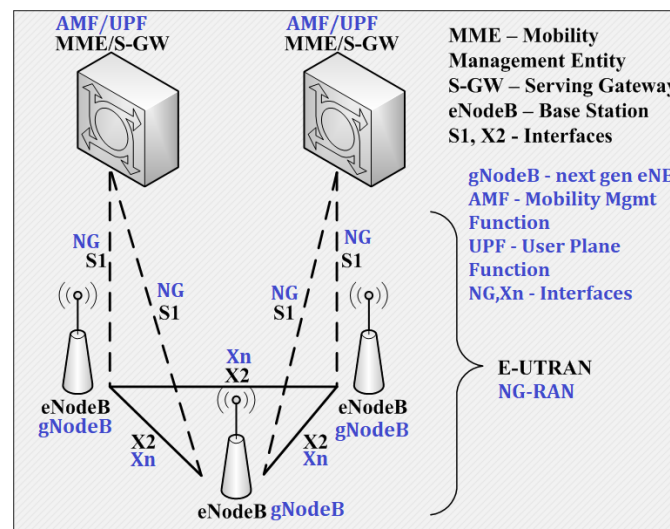 AMF/UPF
MME/S-GW
AMF/UPF
MME/S-GW
MME – Mobility
Management Entity
S-GW – Serving Gateway
eNodeB – Base Station
S1, X2 - Interfaces
gNodeB - next gen eNB
AMF - Mobility Mgmt
Function
UPF - User Plane
Function
NG,Xn - Interfaces
NG
S1
NG
S1
NG
S1
NG
S1
Xn
X2
eNodeB
gNodeB
eNodeB
gNodeB
X2
Xn
X2
Xn
eNodeB gNodeB
E-UTRAN
NG-RAN